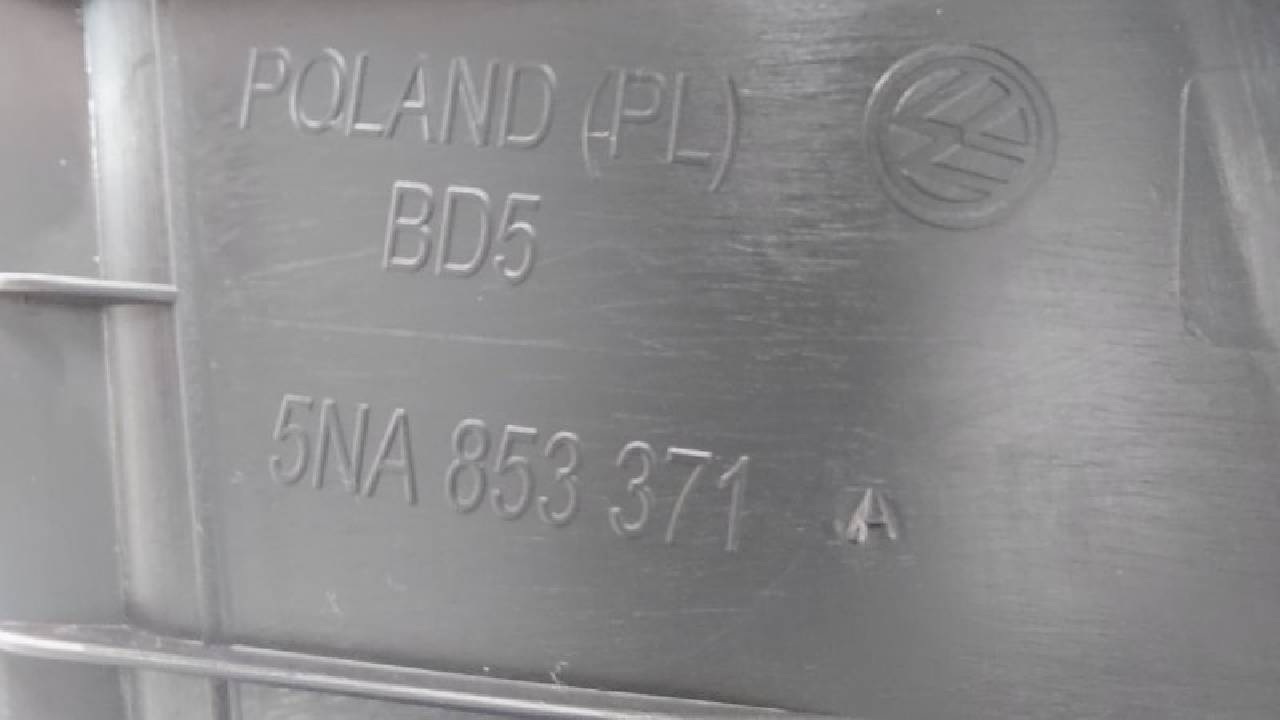 POLAND (PL)
BD5
5NA 853 371 A